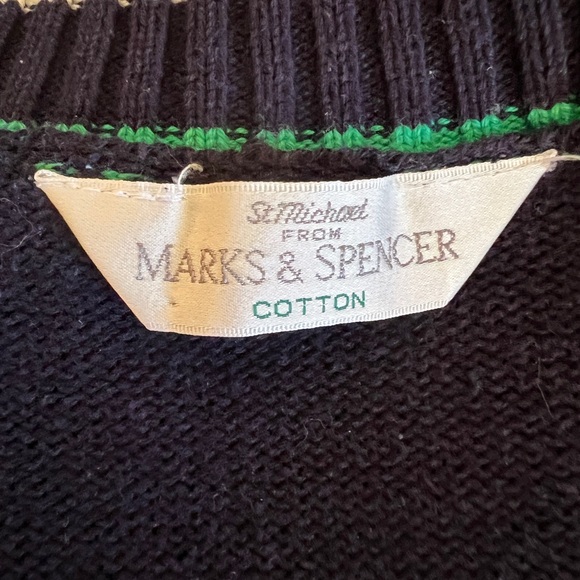 St Michael
FROM
MARKS & SPENCER
COTTON